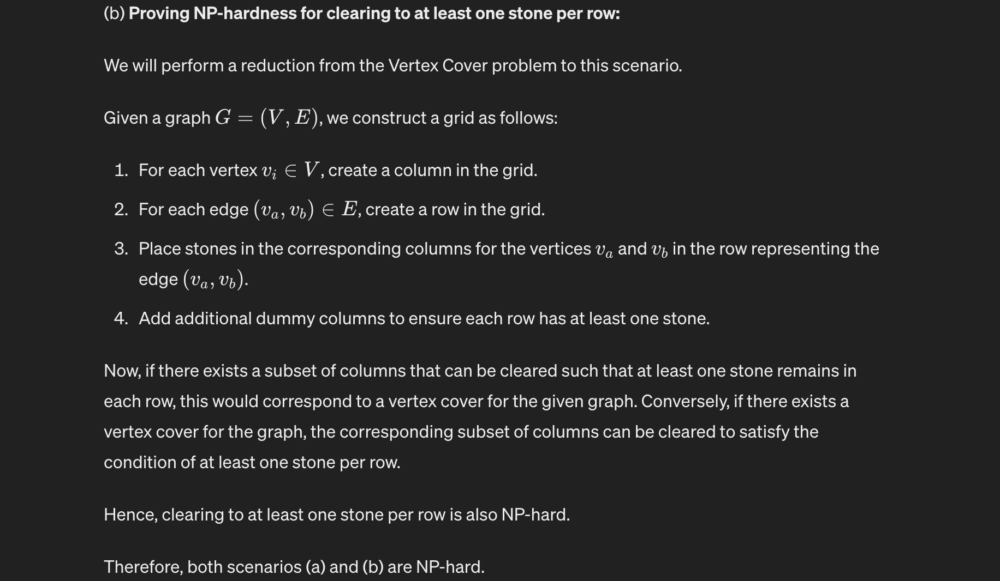 (b) Proving NP-hardness for clearing to at least one stone per row:
We will perform a reduction from the Vertex Cover problem to this scenario.
Given a graph G = (V, E), we construct a grid as follows:
1. For each vertex vᵢ ∈ V, create a column in the grid.
2. For each edge (vₐ, v_b) ∈ E, create a row in the grid.
3. Place stones in the corresponding columns for the vertices vₐ and v_b in the row representing the
edge (vₐ, v_b).
4. Add additional dummy columns to ensure each row has at least one stone.
Now, if there exists a subset of columns that can be cleared such that at least one stone remains in
each row, this would correspond to a vertex cover for the given graph. Conversely, if there exists a
vertex cover for the graph, the corresponding subset of columns can be cleared to satisfy the
condition of at least one stone per row.
Hence, clearing to at least one stone per row is also NP-hard.
Therefore, both scenarios (a) and (b) are NP-hard.